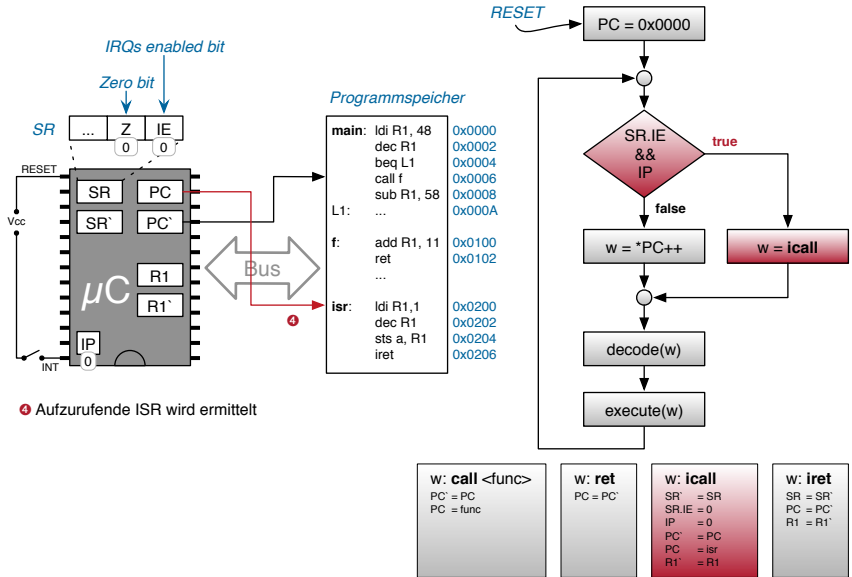 RESET
PC = 0x0000
IRQs enabled bit
Zero bit
SR
... Z IE
0 0
Programmspeicher
main: ldi R1, 48 0x0000
dec R1 0x0002
beq L1 0x0004
call f 0x0006
sub R1, 58 0x0008
L1: ... 0x000A
f: add R1, 11 0x0100
ret 0x0102
...
isr: ldi R1,1 0x0200
dec R1 0x0202
sts a, R1 0x0204
iret 0x0206
RESET
Vcc
INT
SR PC
SR` PC`
R1
R1`
µC
IP
0
Bus
4
4 Aufzurufende ISR wird ermittelt
SR.IE
&&
IP
true
false
w = *PC++
w = icall
decode(w)
execute(w)
w: call <func>
PC` = PC
PC = func
w: ret
PC = PC`
w: icall
SR` = SR
SR.IE = 0
IP = 0
PC` = PC
PC = isr
R1` = R1
w: iret
SR = SR`
PC = PC`
R1 = R1`